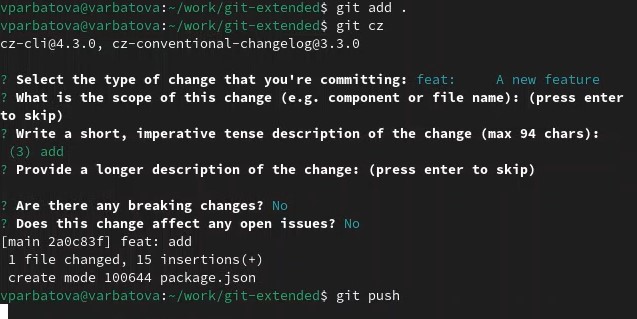 vparbatova@varbatova:~/work/git-extended$ git add .
vparbatova@varbatova:~/work/git-extended$ git cz
cz-cli@4.3.0, cz-conventional-changelog@3.3.0
? Select the type of change that you're committing: feat:     A new feature
? What is the scope of this change (e.g. component or file name): (press enter
to skip)
? Write a short, imperative tense description of the change (max 94 chars):
 (3) add
? Provide a longer description of the change: (press enter to skip)
? Are there any breaking changes? No
? Does this change affect any open issues? No
[main 2a0c83f] feat: add
 1 file changed, 15 insertions(+)
 create mode 100644 package.json
vparbatova@varbatova:~/work/git-extended$ git push